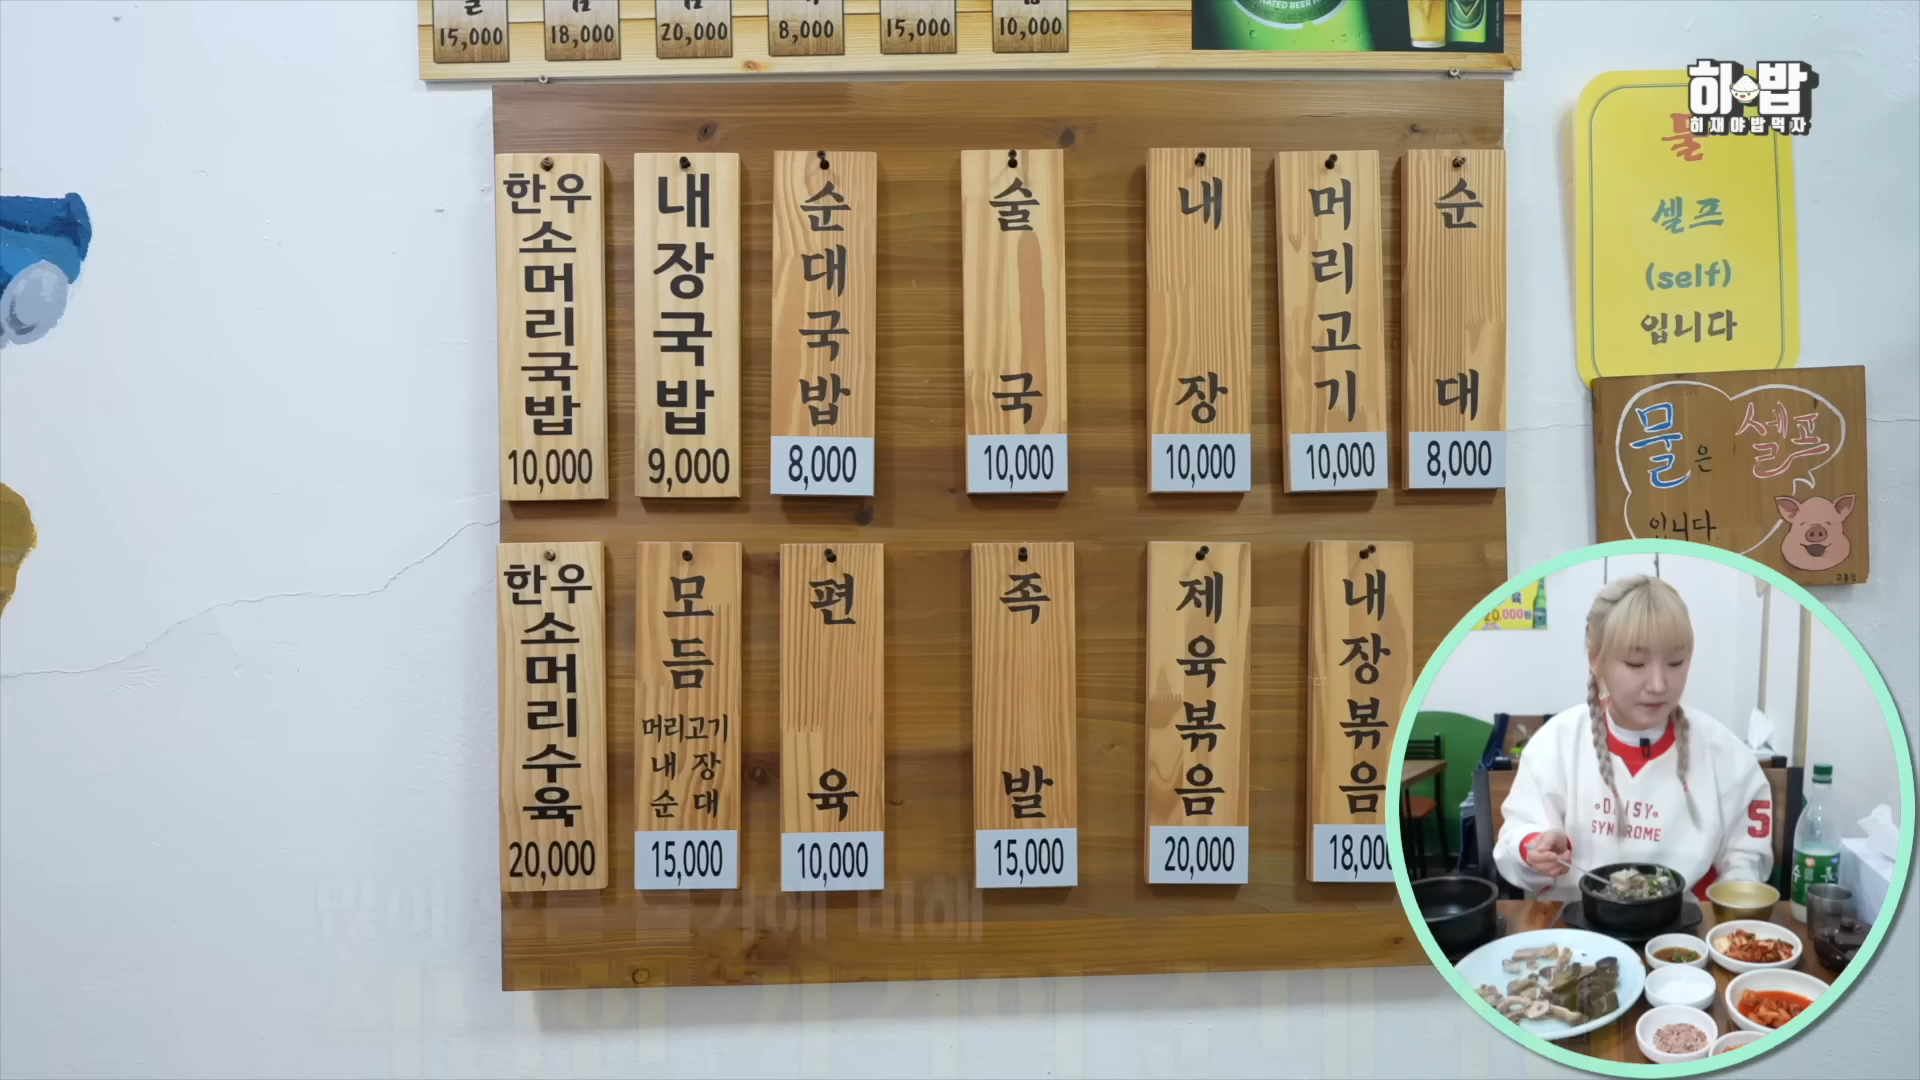 15,000
18,000
20,000
8,000
15,000
10,000
히밥
히재야밥먹자
한우소머리국밥
10,000
내장국밥
9,000
순대국밥
8,000
술국
10,000
내장
10,000
머리고기
10,000
순대
8,000
한우소머리수육
20,000
모듬
머리고기
내장
순대
15,000
편육
10,000
족발
15,000
제육볶음
20,000
내장볶음
18,00
물
셀프
(self)
입니다
물은 셀프
입니다.
DAISY
SYNDROME
S